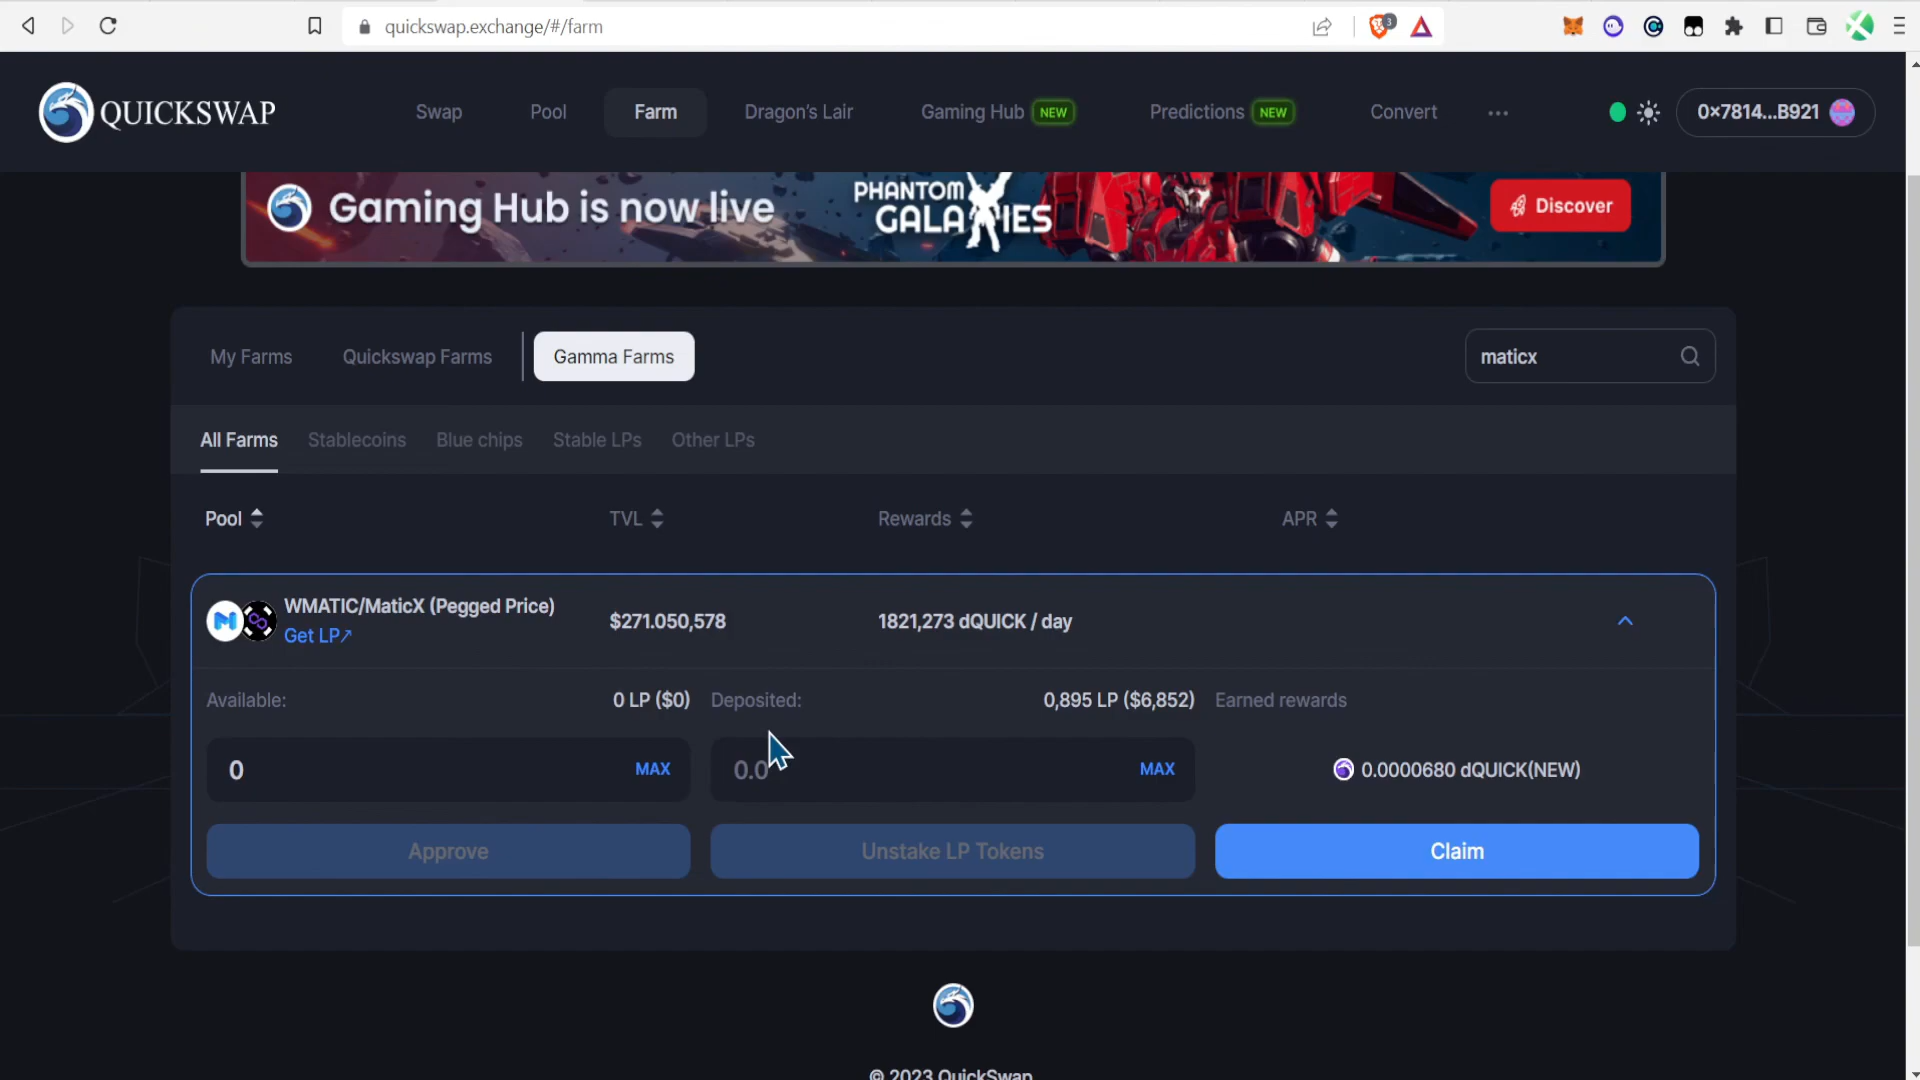 quickswap.exchange/#/farm
3
QUICKSWAP
Swap
Pool
Farm
Dragon's Lair
Gaming Hub NEW
Predictions NEW
Convert
0x7814...B921
Gaming Hub is now live
PHANTOM
GALAXIES
Discover
My Farms
Quickswap Farms
Gamma Farms
maticx
All Farms
Stablecoins
Blue chips
Stable LPs
Other LPs
Pool
TVL
Rewards
APR
WMATIC/MaticX (Pegged Price)
Get LP↗
$271.050,578
1821,273 dQUICK / day
Available:
0 LP ($0)
Deposited:
0,895 LP ($6,852)
Earned rewards
0
MAX
0.0
MAX
0.0000680 dQUICK(NEW)
Approve
Unstake LP Tokens
Claim
© 2023 QuickSwap